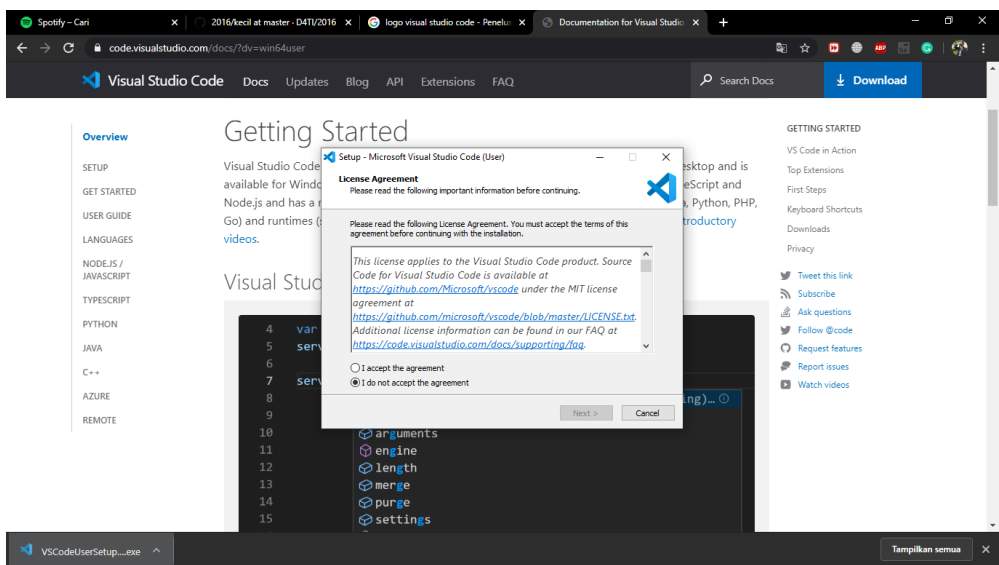 Spotify – Cari
2016/kecil at master · D4TI/2016
logo visual studio code - Penelu
Documentation for Visual Studio
code.visualstudio.com/docs/?dv=win64user
ABP
Visual Studio Code Docs Updates Blog API Extensions FAQ
Search Docs
Download
Overview
SETUP
GET STARTED
USER GUIDE
LANGUAGES
NODE.JS /
JAVASCRIPT
TYPESCRIPT
PYTHON
JAVA
C++
AZURE
REMOTE
Getting Started
Visual Studio Code
esktop and is
available for Windo
eScript and
Node.js and has a r
, Python, PHP,
Go) and runtimes (
troductory
videos.
Visual Stud
4 var
5 serv
6
7 serv
8 ing)...
9
10 arguments
11 engine
12 length
13 merge
14 purge
15 settings
Setup - Microsoft Visual Studio Code (User)
License Agreement
Please read the following important information before continuing.
Please read the following License Agreement. You must accept the terms of this
agreement before continuing with the installation.
This license applies to the Visual Studio Code product. Source
Code for Visual Studio Code is available at
https://github.com/Microsoft/vscode under the MIT license
agreement at
https://github.com/microsoft/vscode/blob/master/LICENSE.txt.
Additional license information can be found in our FAQ at
https://code.visualstudio.com/docs/supporting/faq.
I accept the agreement
I do not accept the agreement
Next >
Cancel
GETTING STARTED
VS Code in Action
Top Extensions
First Steps
Keyboard Shortcuts
Downloads
Privacy
Tweet this link
Subscribe
Ask questions
Follow @code
Request features
Report issues
Watch videos
VSCodeUserSetup....exe
Tampilkan semua